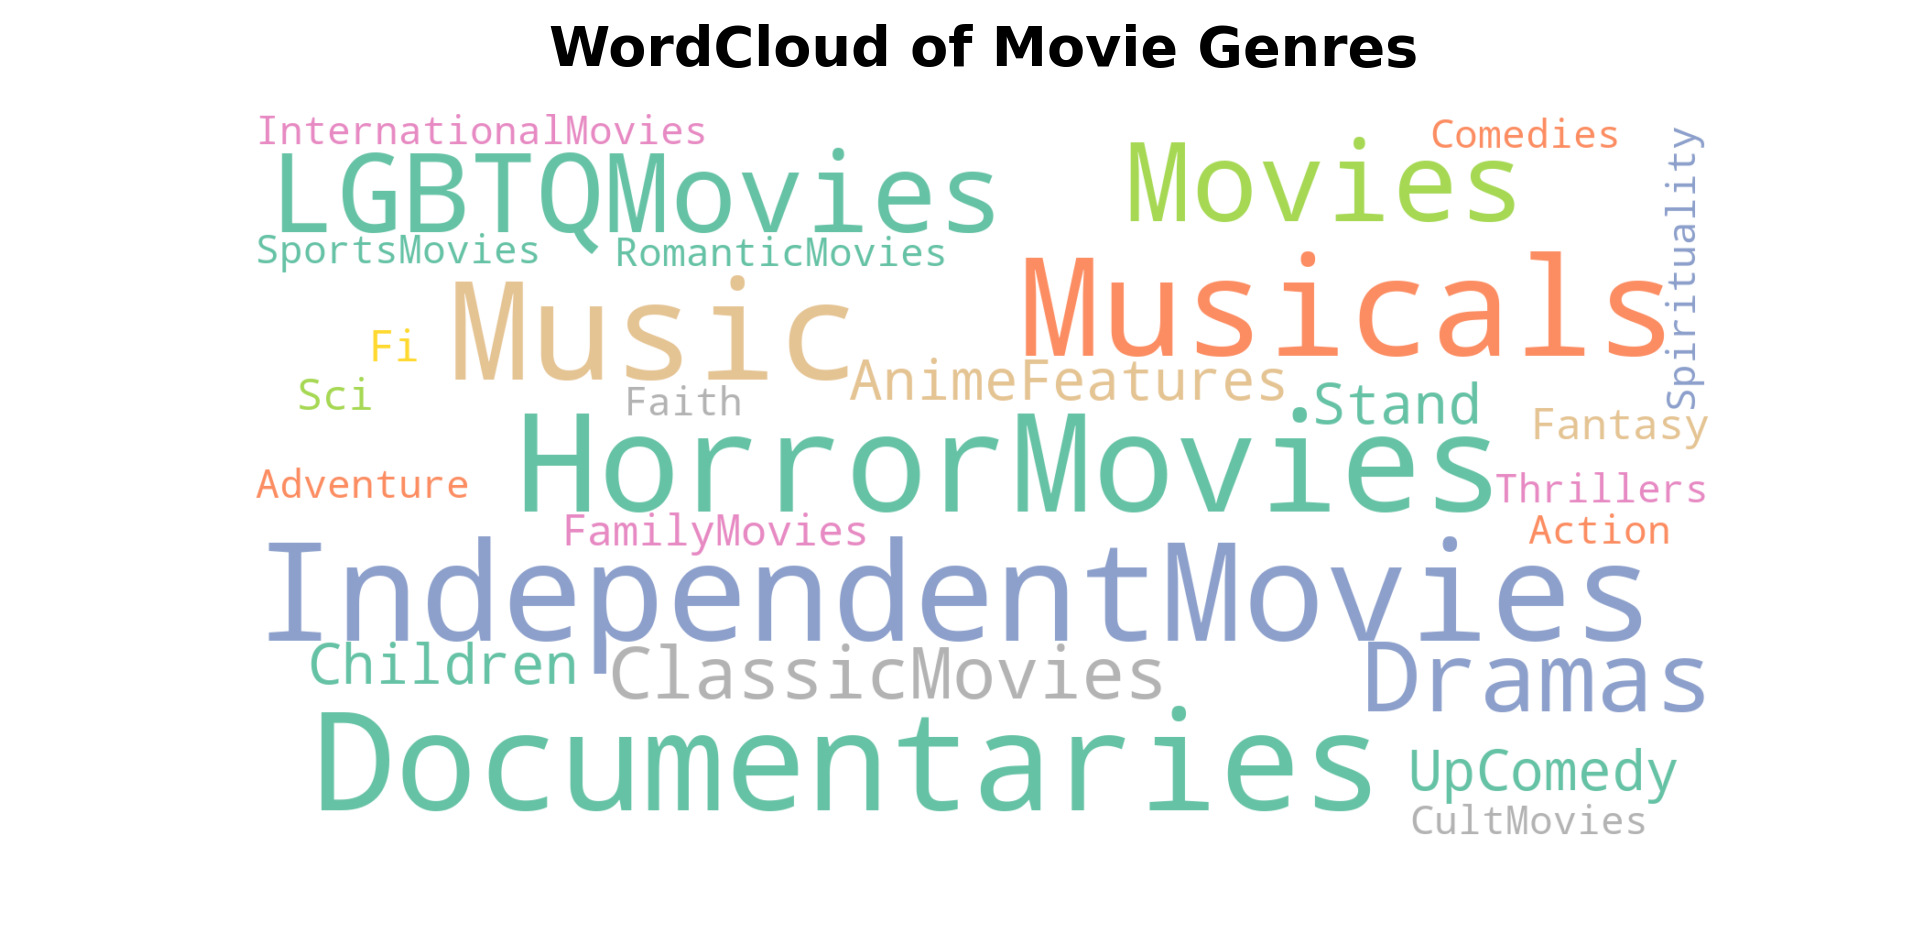 WordCloud of Movie Genres
InternationalMovies
Comedies
LGBTQMovies
Movies
Spirituality
SportsMovies
RomanticMovies
Music
Musicals
Fi
AnimeFeatures
Sci
Faith
Stand
Fantasy
HorrorMovies
Adventure
Thrillers
FamilyMovies
Action
IndependentMovies
Children
ClassicMovies
Dramas
Documentaries
UpComedy
CultMovies